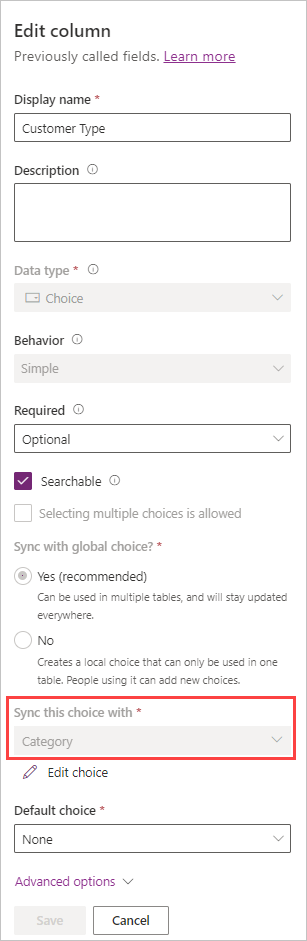 Edit column
Previously called fields. Learn more
Display name *
Customer Type
Description
Data type *
Choice
Behavior
Simple
Required
Optional
Searchable
Selecting multiple choices is allowed
Sync with global choice? *
Yes (recommended)
Can be used in multiple tables, and will stay updated
everywhere.
No
Creates a local choice that can only be used in one
table. People using it can add new choices.
Sync this choice with *
Category
Edit choice
Default choice *
None
Advanced options
Save Cancel